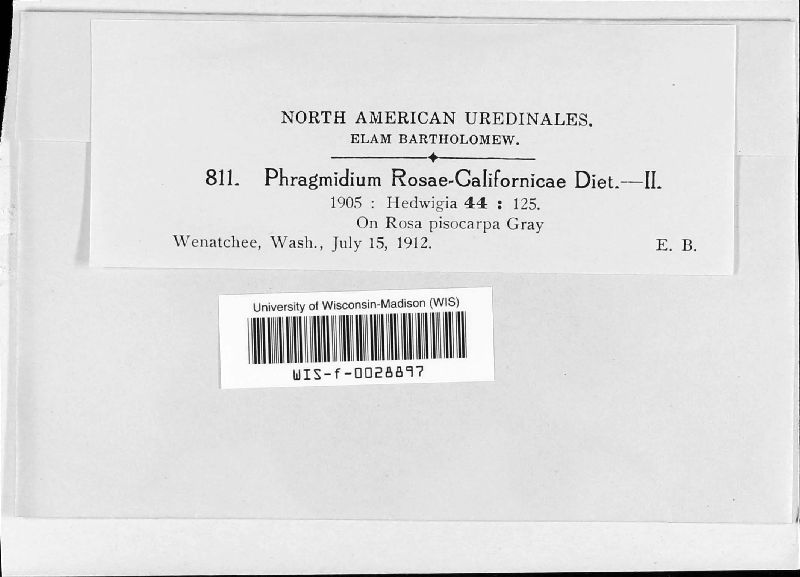 NORTH AMERICAN UREDINALES.
ELAM BARTHOLOMEW.
811. Phragmidium Rosae-Californicae Diet.—II.
1905 : Hedwigia 44 : 125.
On Rosa pisocarpa Gray
Wenatchee, Wash., July 15, 1912. E. B.
University of Wisconsin-Madison (WIS)
WIS-f-0028897